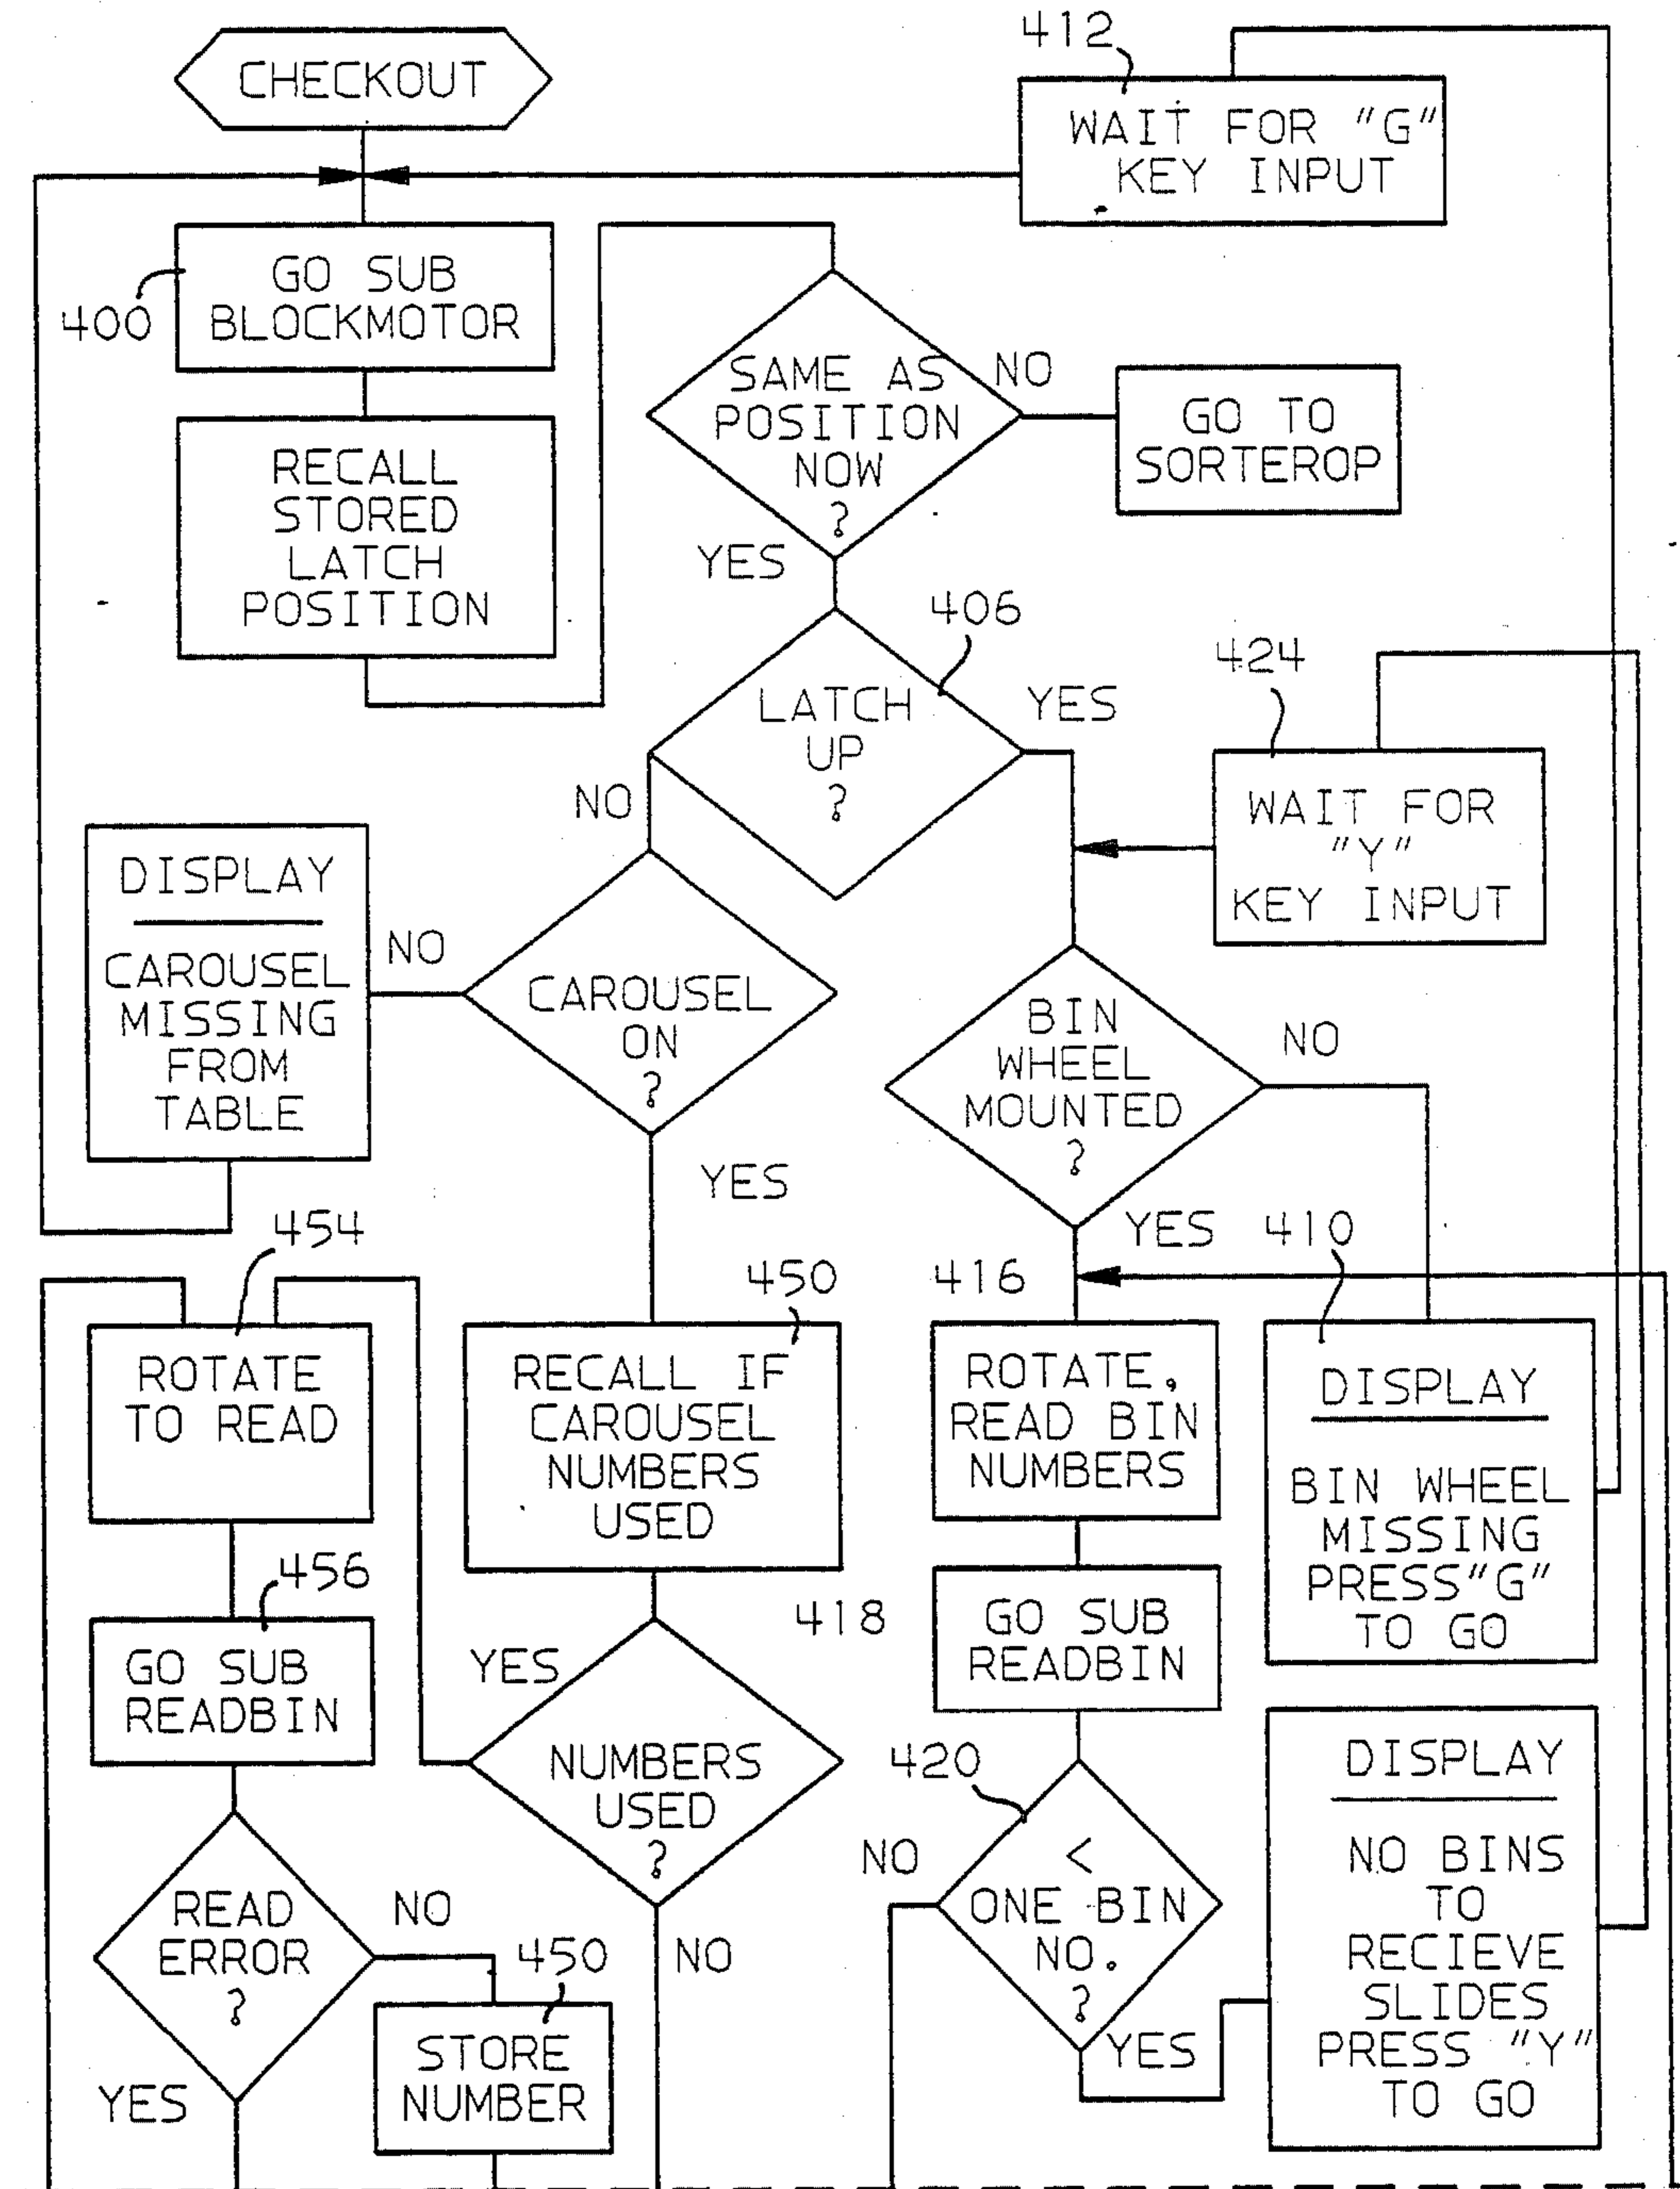 CHECKOUT
412
WAIT FOR "G"
KEY INPUT
400
GO SUB
BLOCKMOTOR
RECALL
STORED
LATCH
POSITION
SAME AS
POSITION
NOW
?
NO
GO TO
SORTEROP
YES
406
LATCH
UP
?
YES
NO
424
WAIT FOR
"Y"
KEY INPUT
DISPLAY
CAROUSEL
MISSING
FROM
TABLE
NO
CAROUSEL
ON
?
YES
BIN
WHEEL
MOUNTED
?
NO
YES
454
ROTATE
TO READ
450
RECALL IF
CAROUSEL
NUMBERS
USED
416
ROTATE,
READ BIN
NUMBERS
410
DISPLAY
BIN WHEEL
MISSING
PRESS"G"
TO GO
456
GO SUB
READBIN
YES
NUMBERS
USED
?
NO
418
GO SUB
READBIN
420
NO
<
ONE BIN
NO.
?
YES
DISPLAY
NO BINS
TO
RECIEVE
SLIDES
PRESS "Y"
TO GO
READ
ERROR
?
NO
YES
450
STORE
NUMBER